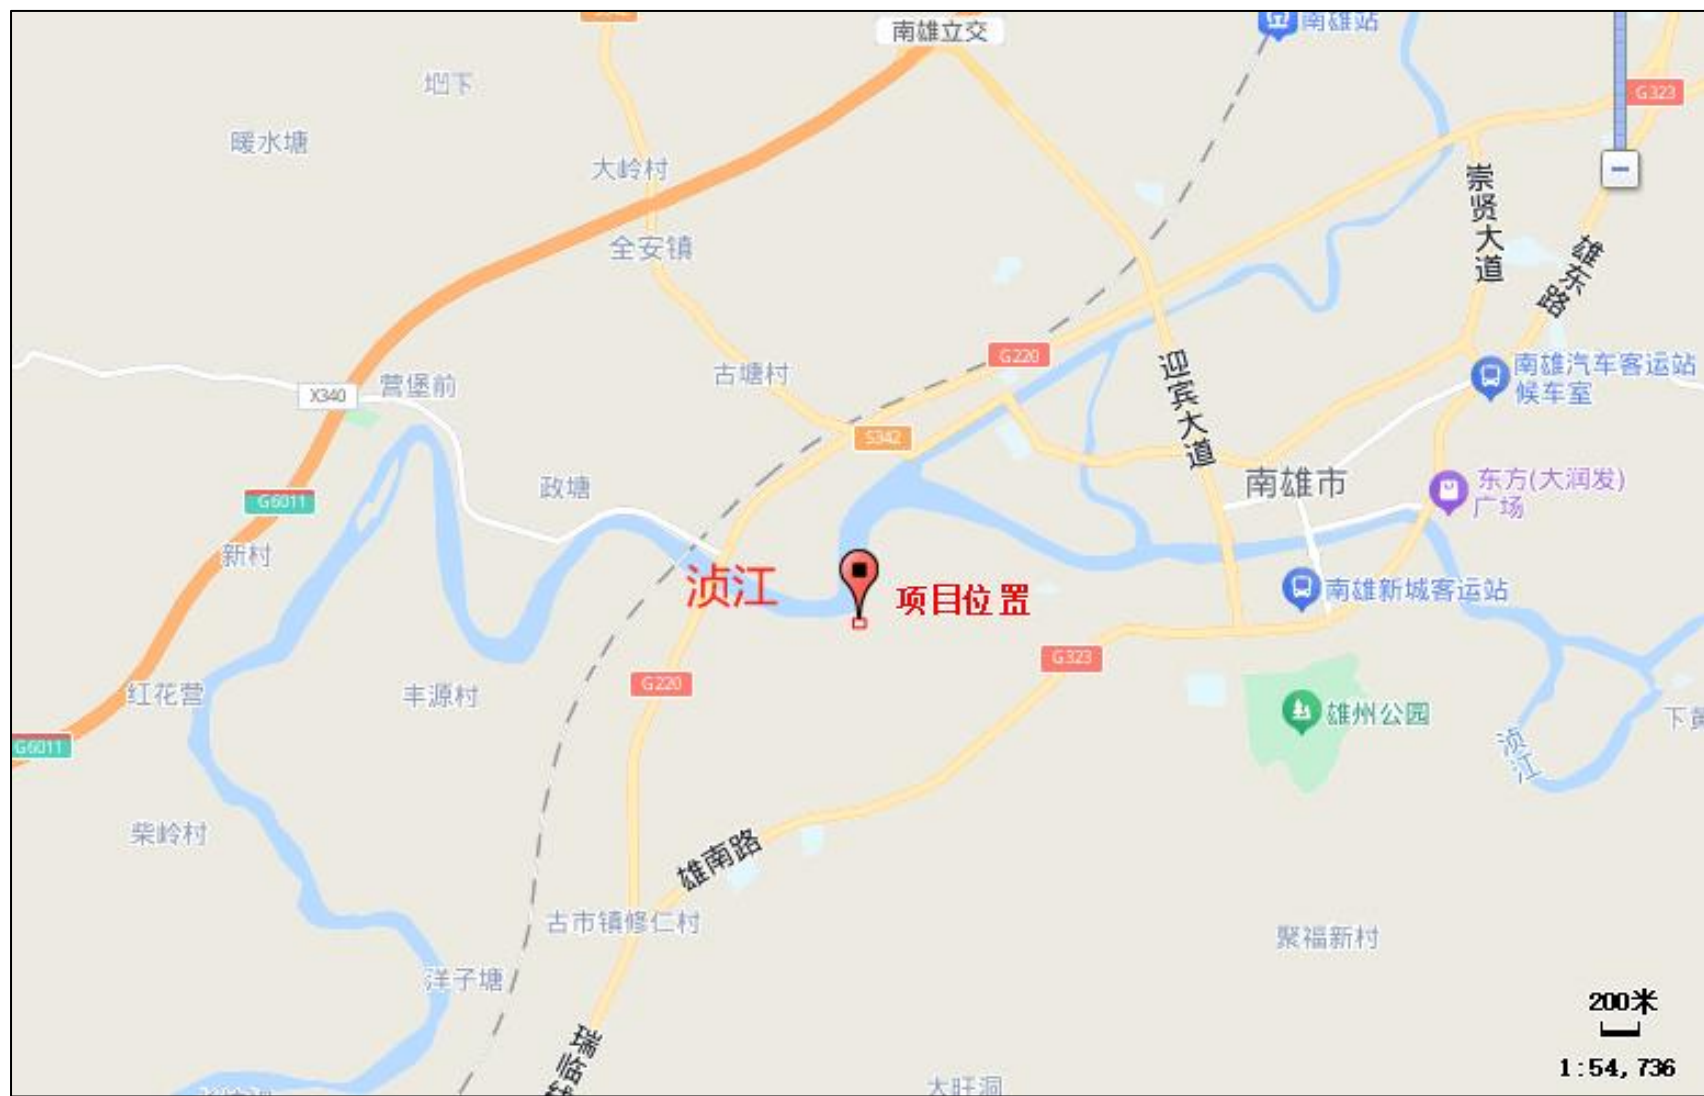 S342
南雄立交
南雄站
㘭下
G323
暖水塘
大岭村
崇贤大道
全安镇
雄东路
G220
迎宾大道
南雄汽车客运站
候车室
古塘村
营堡前
X340
S342
南雄市
东方(大润发)
广场
政塘
G6011
新村
浈江
项目位置
南雄新城客运站
G323
G220
红花营
丰源村
雄州公园
G6011
浈江
柴岭村
雄南路
古市镇修仁村
聚福新村
洋子塘
200米
瑞临线
1:54,736
大旺洞